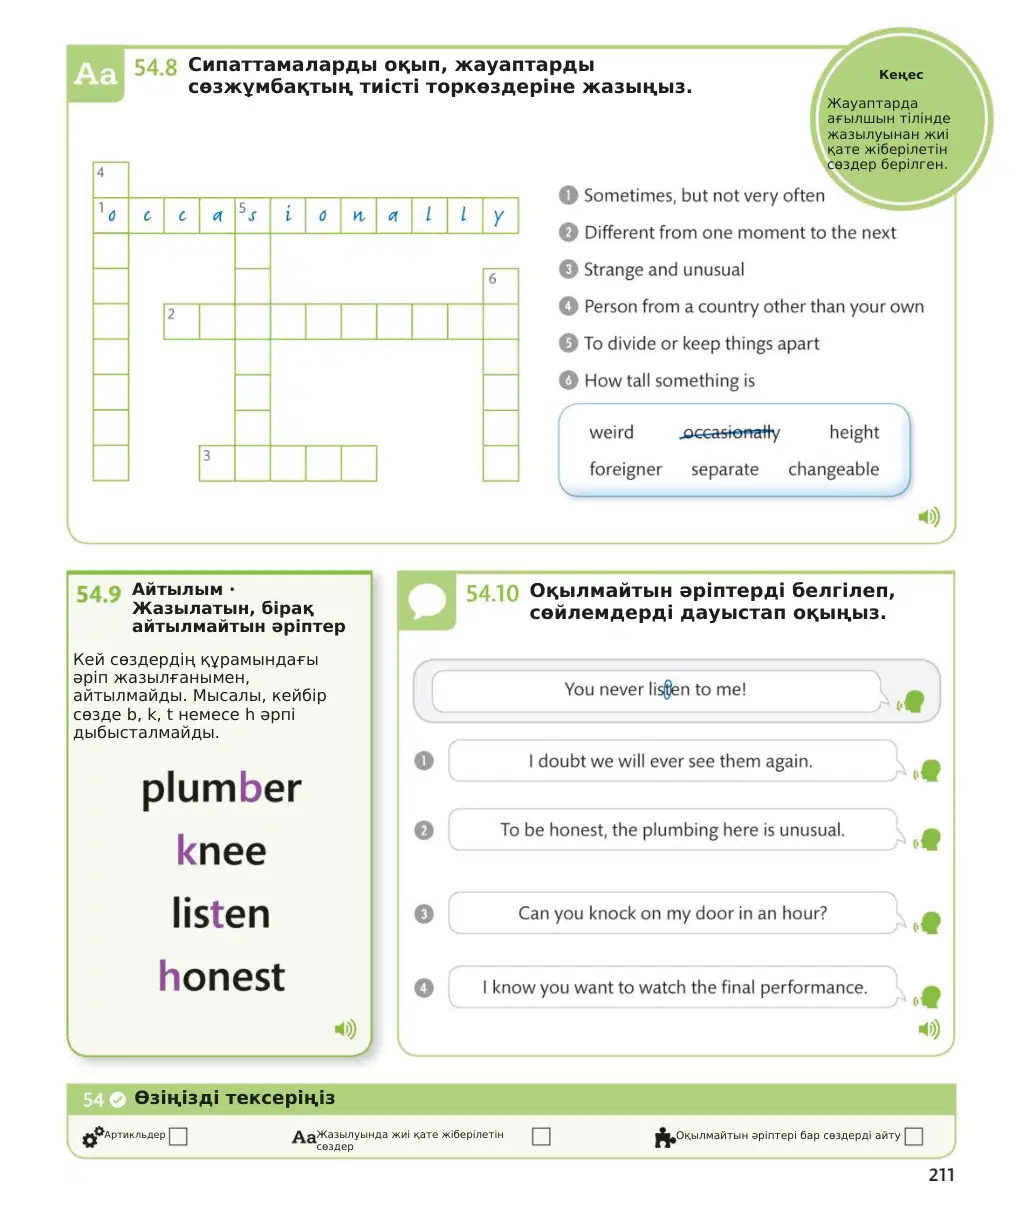 Aa 54.8 Сипаттамаларды оқып, жауаптарды
сөзжұмбақтың тиісті торкөздеріне жазыңыз.
Кеңес
Жауаптарда
ағылшын тілінде
жазылуынан жиі
қате жіберілетін
сөздер берілген.
4
1 o c c a 5 s i o n a l l y
6
2
3
1 Sometimes, but not very often
2 Different from one moment to the next
3 Strange and unusual
4 Person from a country other than your own
5 To divide or keep things apart
6 How tall something is
weird occasionally height
foreigner separate changeable
54.9 Айтылым ·
Жазылатын, бірақ
айтылмайтын әріптер
Кей сөздердің құрамындағы
әріп жазылғанымен,
айтылмайды. Мысалы, кейбір
сөзде b, k, t немесе h әрпі
дыбысталмайды.
plumber
knee
listen
honest
54.10 Оқылмайтын әріптерді белгілеп,
сөйлемдерді дауыстап оқыңыз.
You never listen to me!
1 I doubt we will ever see them again.
2 To be honest, the plumbing here is unusual.
3 Can you knock on my door in an hour?
4 I know you want to watch the final performance.
54 Өзіңізді тексеріңіз
Артикльдер
Aa Жазылуында жиі қате жіберілетін
сөздер
Оқылмайтын әріптері бар сөздерді айту
211